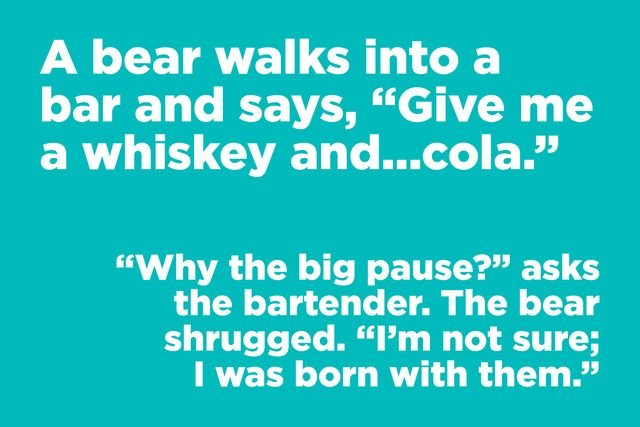 A bear walks into a
bar and says, “Give me
a whiskey and...cola.”
“Why the big pause?” asks
the bartender. The bear
shrugged. “I’m not sure;
I was born with them.”